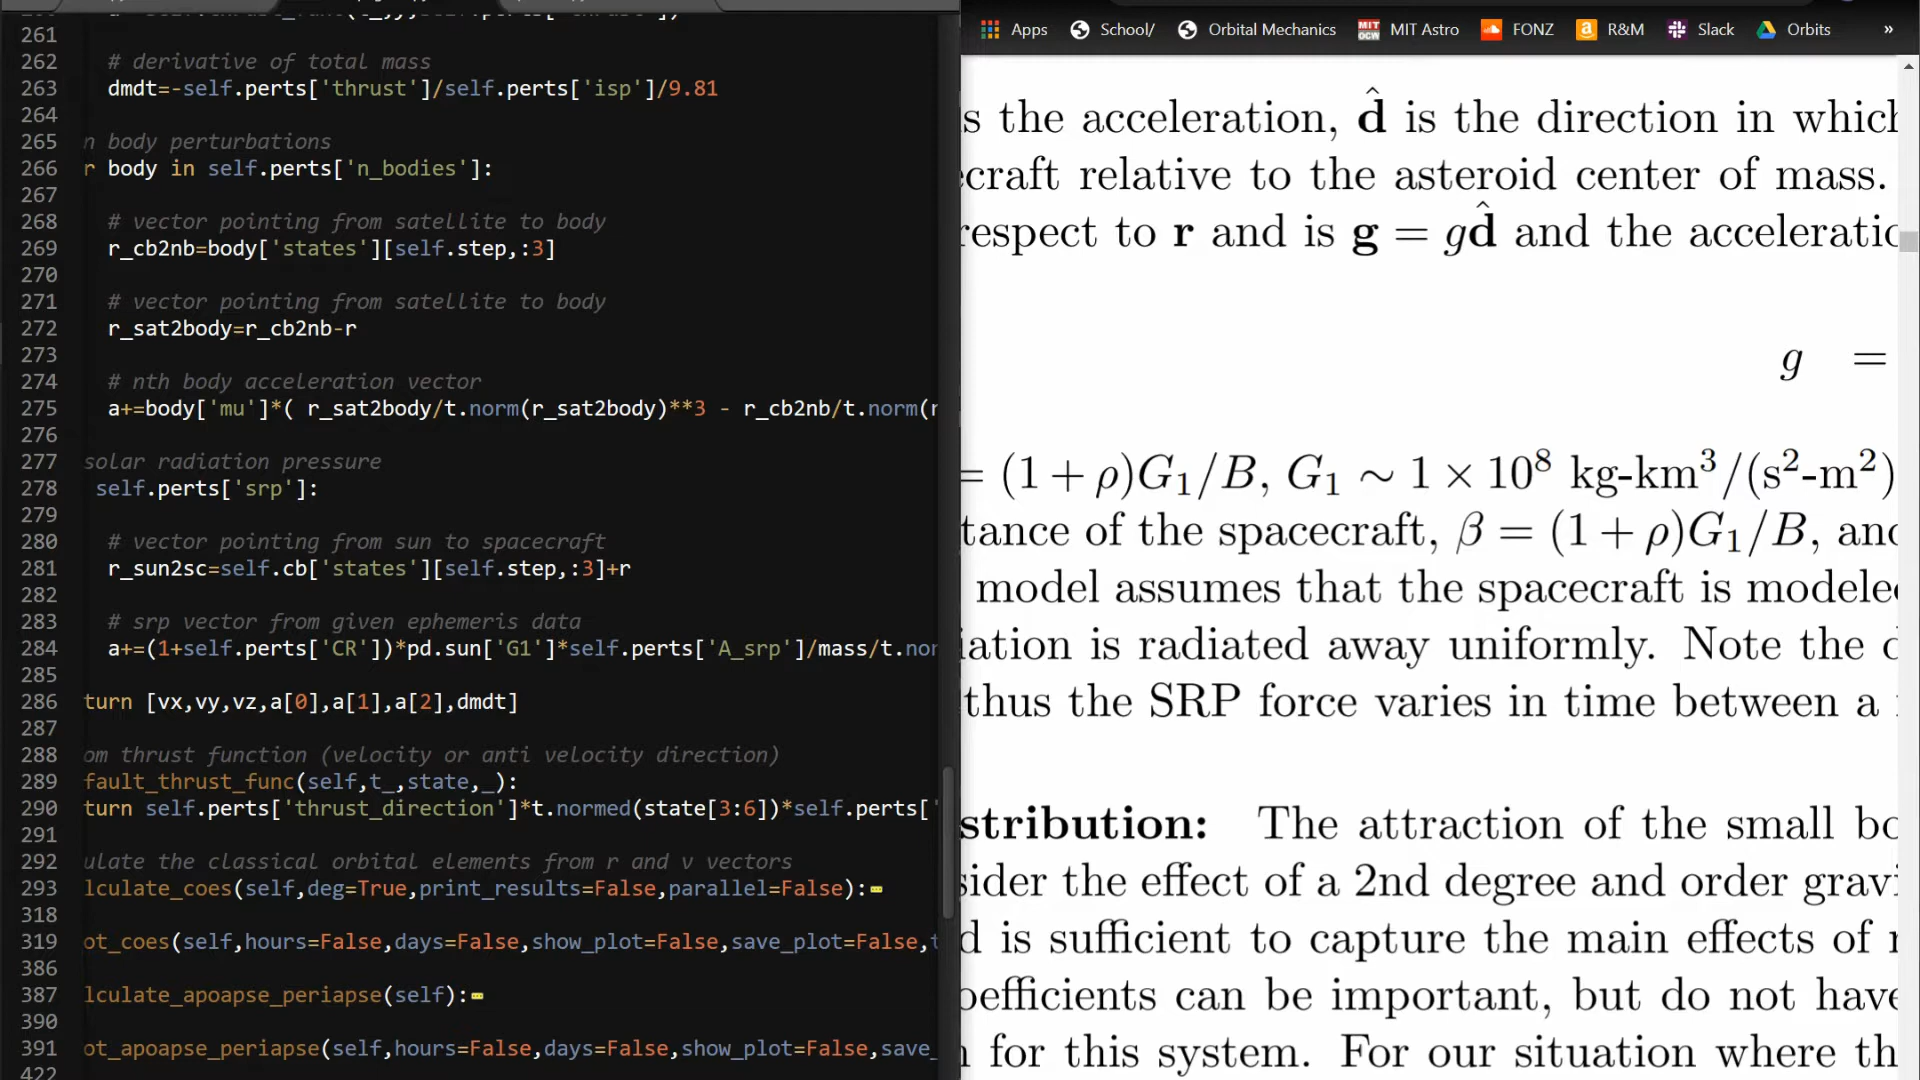 261
262 # derivative of total mass
263 dmdt=-self.perts['thrust']/self.perts['isp']/9.81
264
265 n body perturbations
266 r body in self.perts['n_bodies']:
267
268 # vector pointing from satellite to body
269 r_cb2nb=body['states'][self.step,:3]
270
271 # vector pointing from satellite to body
272 r_sat2body=r_cb2nb-r
273
274 # nth body acceleration vector
275 a+=body['mu']*( r_sat2body/t.norm(r_sat2body)**3 - r_cb2nb/t.norm(r
276
277 solar radiation pressure
278 self.perts['srp']:
279
280 # vector pointing from sun to spacecraft
281 r_sun2sc=self.cb['states'][self.step,:3]+r
282
283 # srp vector from given ephemeris data
284 a+=(1+self.perts['CR'])*pd.sun['G1']*self.perts['A_srp']/mass/t.nor
285
286 turn [vx,vy,vz,a[0],a[1],a[2],dmdt]
287
288 om thrust function (velocity or anti velocity direction)
289 fault_thrust_func(self,t_,state,_):
290 turn self.perts['thrust_direction']*t.normed(state[3:6])*self.perts['
291
292 ulate the classical orbital elements from r and v vectors
293 lculate_coes(self,deg=True,print_results=False,parallel=False):
318
319 ot_coes(self,hours=False,days=False,show_plot=False,save_plot=False,t
386
387 lculate_apoapse_periapse(self):
390
391 ot_apoapse_periapse(self,hours=False,days=False,show_plot=False,save_
422
Apps School/ Orbital Mechanics MIT OCW MIT Astro FONZ R&M Slack Orbits »
s the acceleration, d̂ is the direction in which
craft relative to the asteroid center of mass.
respect to r and is g = gd̂ and the acceleratio
g =
= (1 + ρ)G₁/B, G₁ ∼ 1 × 10⁸ kg-km³/(s²-m²)
tance of the spacecraft, β = (1 + ρ)G₁/B, and
model assumes that the spacecraft is modele
iation is radiated away uniformly. Note the
thus the SRP force varies in time between a
stribution: The attraction of the small bo
sider the effect of a 2nd degree and order gravi
d is sufficient to capture the main effects of
oefficients can be important, but do not have
n for this system. For our situation where th